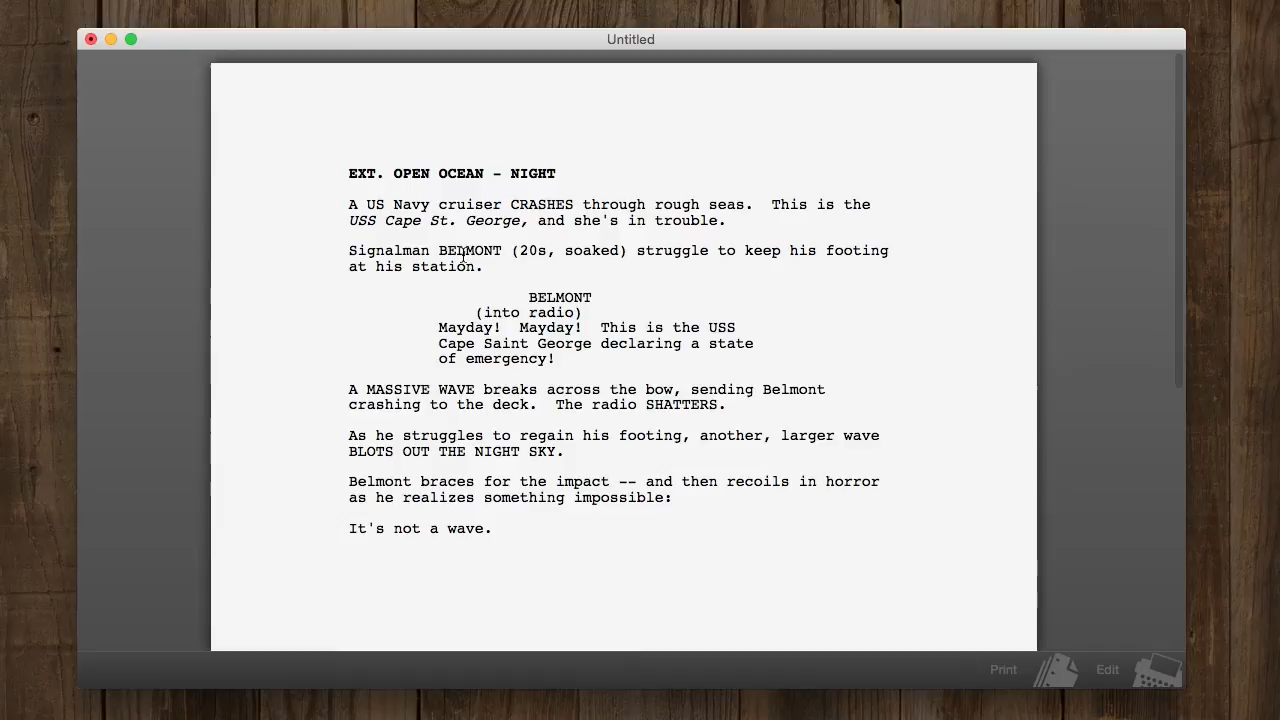 Untitled
EXT. OPEN OCEAN - NIGHT
A US Navy cruiser CRASHES through rough seas.  This is the
USS Cape St. George, and she's in trouble.
Signalman BELMONT (20s, soaked) struggle to keep his footing
at his station.
BELMONT
(into radio)
Mayday!  Mayday!  This is the USS
Cape Saint George declaring a state
of emergency!
A MASSIVE WAVE breaks across the bow, sending Belmont
crashing to the deck.  The radio SHATTERS.
As he struggles to regain his footing, another, larger wave
BLOTS OUT THE NIGHT SKY.
Belmont braces for the impact -- and then recoils in horror
as he realizes something impossible:
It's not a wave.
Print Edit